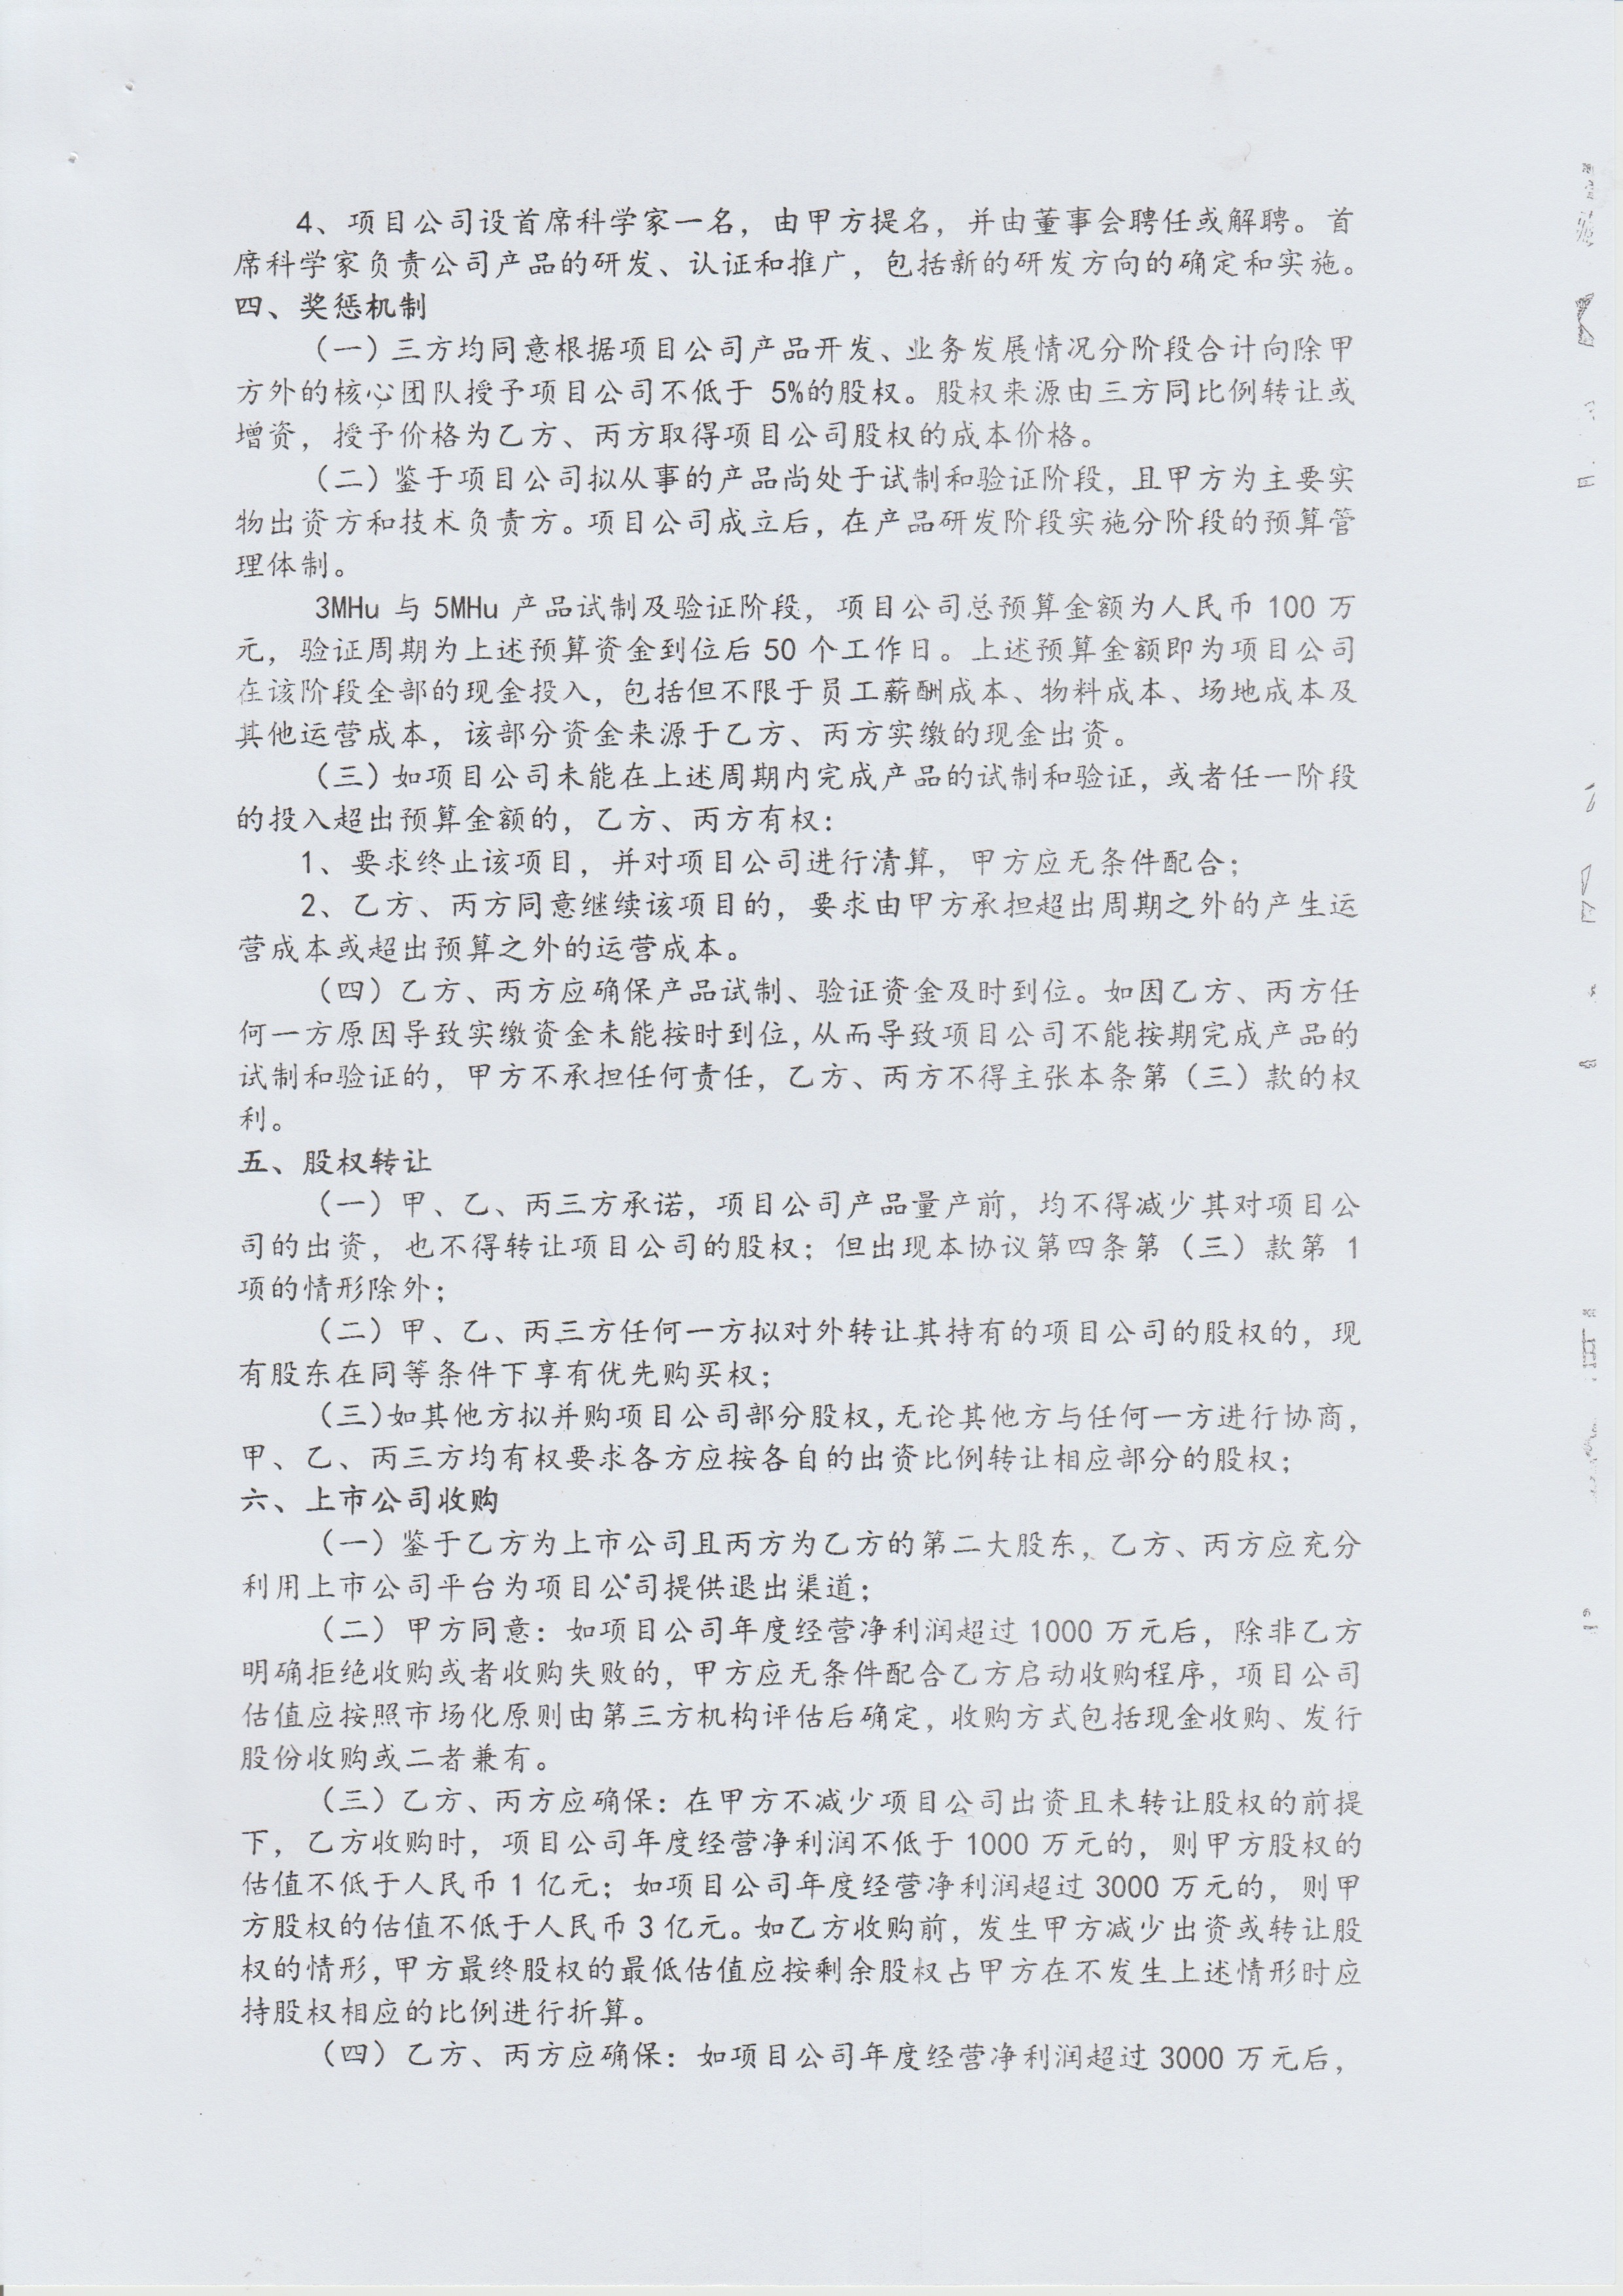 4、项目公司设首席科学家一名，由甲方提名，并由董事会聘任或解聘。首
席科学家负责公司产品的研发、认证和推广，包括新的研发方向的确定和实施。
四、奖惩机制
（一）三方均同意根据项目公司产品开发、业务发展情况分阶段合计向除甲
方外的核心团队授予项目公司不低于 5%的股权。股权来源由三方同比例转让或
增资，授予价格为乙方、丙方取得项目公司股权的成本价格。
（二）鉴于项目公司拟从事的产品尚处于试制和验证阶段，且甲方为主要实
物出资方和技术负责方。项目公司成立后，在产品研发阶段实施分阶段的预算管
理体制。
3MHu 与 5MHu 产品试制及验证阶段，项目公司总预算金额为人民币 100 万
元，验证周期为上述预算资金到位后 50 个工作日。上述预算金额即为项目公司
在该阶段全部的现金投入，包括但不限于员工薪酬成本、物料成本、场地成本及
其他运营成本，该部分资金来源于乙方、丙方实缴的现金出资。
（三）如项目公司未能在上述周期内完成产品的试制和验证，或者任一阶段
的投入超出预算金额的，乙方、丙方有权：
1、要求终止该项目，并对项目公司进行清算，甲方应无条件配合；
2、乙方、丙方同意继续该项目的，要求由甲方承担超出周期之外的产生运
营成本或超出预算之外的运营成本。
（四）乙方、丙方应确保产品试制、验证资金及时到位。如因乙方、丙方任
何一方原因导致实缴资金未能按时到位，从而导致项目公司不能按期完成产品的
试制和验证的，甲方不承担任何责任，乙方、丙方不得主张本条第（三）款的权
利。
五、股权转让
（一）甲、乙、丙三方承诺，项目公司产品量产前，均不得减少其对项目公
司的出资，也不得转让项目公司的股权；但出现本协议第四条第（三）款第 1
项的情形除外；
（二）甲、乙、丙三方任何一方拟对外转让其持有的项目公司的股权的，现
有股东在同等条件下享有优先购买权；
（三）如其他方拟并购项目公司部分股权，无论其他方与任何一方进行协商，
甲、乙、丙三方均有权要求各方应按各自的出资比例转让相应部分的股权；
六、上市公司收购
（一）鉴于乙方为上市公司且丙方为乙方的第二大股东，乙方、丙方应充分
利用上市公司平台为项目公司提供退出渠道；
（二）甲方同意：如项目公司年度经营净利润超过 1000 万元后，除非乙方
明确拒绝收购或者收购失败的，甲方应无条件配合乙方启动收购程序，项目公司
估值应按照市场化原则由第三方机构评估后确定，收购方式包括现金收购、发行
股份收购或二者兼有。
（三）乙方、丙方应确保：在甲方不减少项目公司出资且未转让股权的前提
下，乙方收购时，项目公司年度经营净利润不低于 1000 万元的，则甲方股权的
估值不低于人民币 1 亿元；如项目公司年度经营净利润超过 3000 万元的，则甲
方股权的估值不低于人民币 3 亿元。如乙方收购前，发生甲方减少出资或转让股
权的情形，甲方最终股权的最低估值应按剩余股权占甲方在不发生上述情形时应
持股权相应的比例进行折算。
（四）乙方、丙方应确保：如项目公司年度经营净利润超过 3000 万元后，